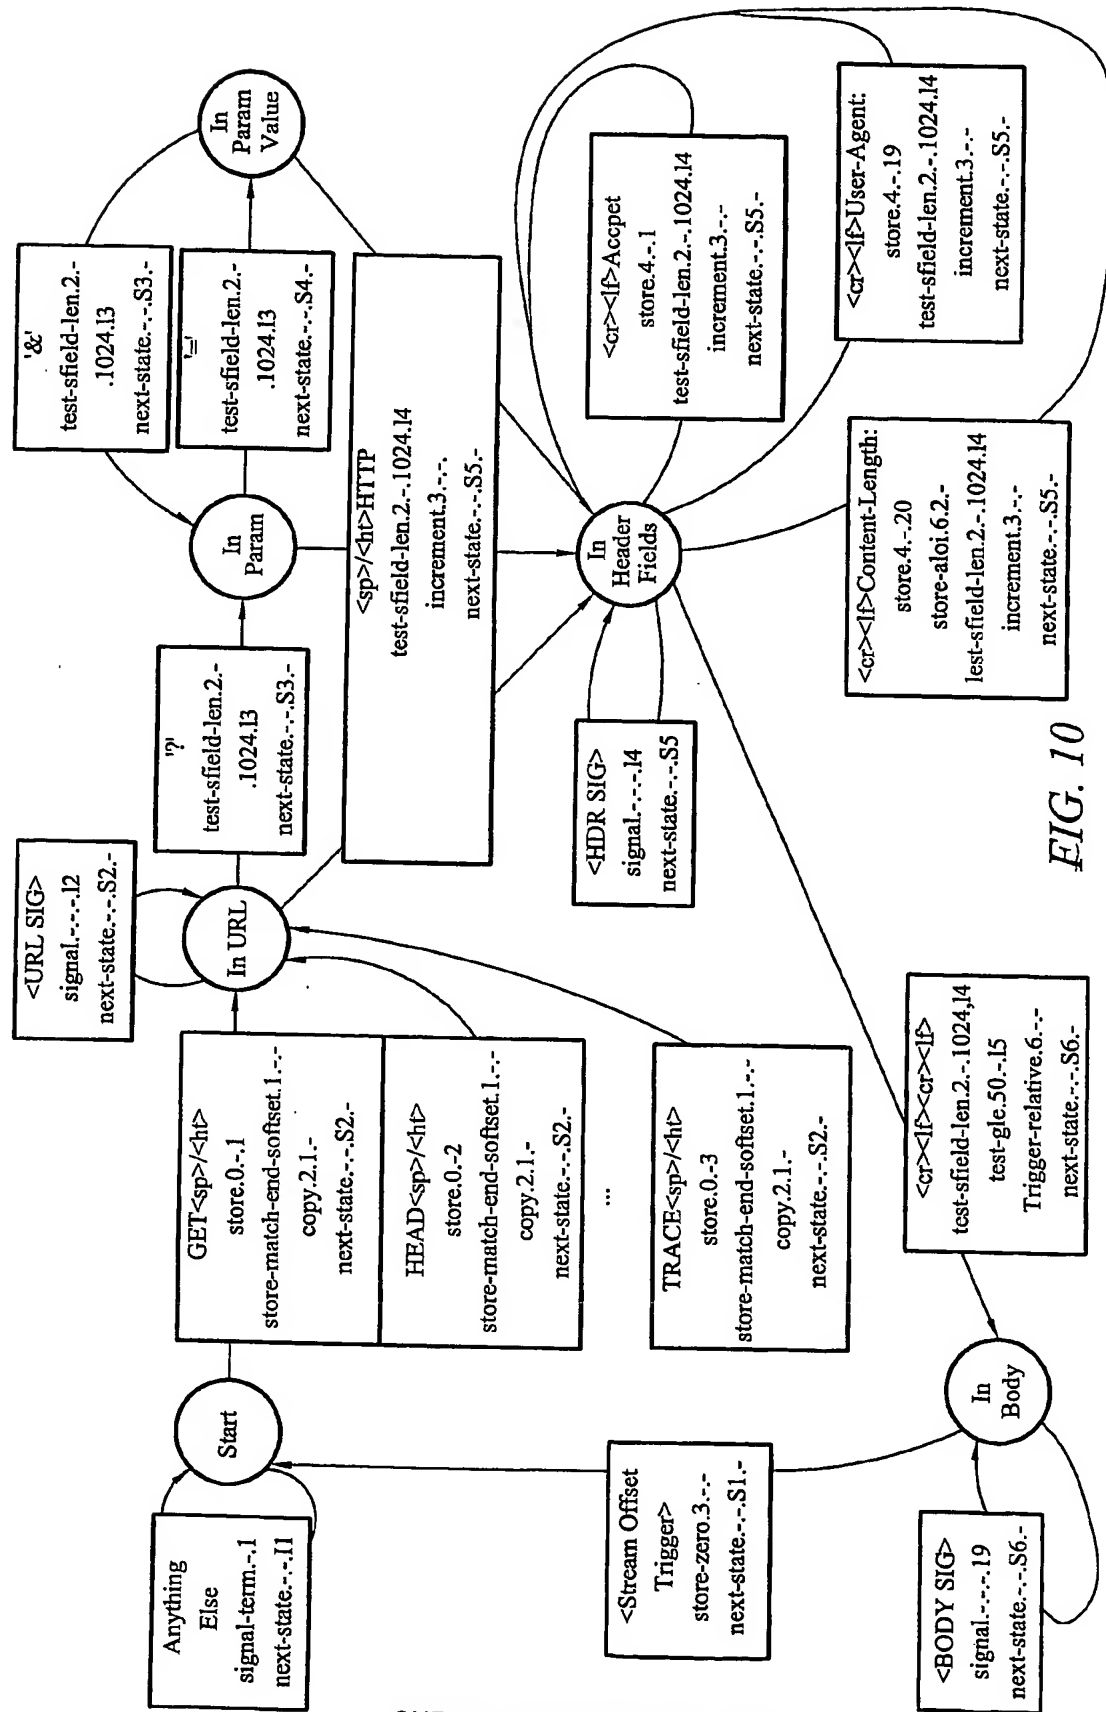 Anything
Else
signal-term.-.1
next-state.-.-.I1
Start
GET<sp>/<ht>
store.0.-.1
store-match-end-softset.1.-.-
copy.2.1.-
next-state.-.-.S2.-
HEAD<sp>/<ht>
store.0.-2
store-match-end-softset.1.-.-
copy.2.1.-
next-state.-.-.S2.-
...
TRACE<sp>/<ht>
store.0.-3
store-match-end-softset.1.-.-
copy.2.1.-
next-state.-.-.S2.-
<URL SIG>
signal.-.-.-.12
next-state.-.-.S2.-
In URL
'?'
test-sfield-len.2.-
.1024.13
next-state.-.-.S3.-
In
Param
'&'
test-sfield-len.2.-
.1024.13
next-state.-.-.S3.-
'='
test-sfield-len.2.-
.1024.13
next-state.-.-.S4.-
In
Param
Value
<sp>/<ht>HTTP
test-sfield-len.2.-.1024.14
increment.3.-.-.
next-state.-.-.S5.-
<HDR SIG>
signal.-.-.-.14
next-state.-.-.S5
In
Header
Fields
<cr><lf>Accpet
store.4.-.1
test-sfield-len.2.-.1024.14
increment.3.-.-
next-state.-.-.S5.-
<cr><lf>User-Agent:
store.4.-.19
test-sfield-len.2.-.1024.14
increment.3.-.-
next-state.-.-.S5.-
<cr><lf>Content-Length:
store.4.-.20
store-aloi.6.2.-
lest-sfield-len.2.-.1024.14
increment.3.-.-
next-state.-.-.S5.-
<cr><lf><cr><lf>
test-sfield-len.2.-.1024,14
test-gle.50.-.15
Trigger-relative.6.-.-
next-state.-.-.S6.-
In
Body
<Stream Offset
Trigger>
store-zero.3.-.-
next-state.-.-.S1.-
<BODY SIG>
signal.-.-.-.19
next-state.-.-.S6.-
FIG. 10